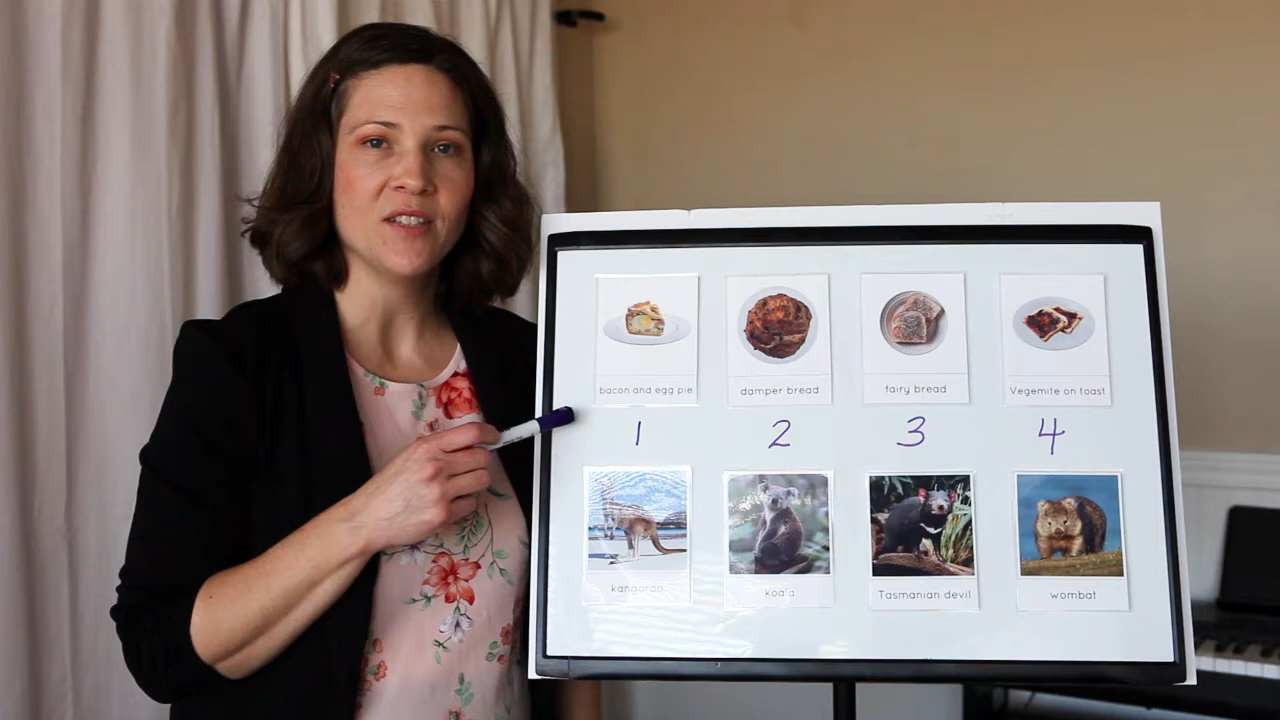 bacon and egg pie
damper bread
fairy bread
Vegemite on toast
1
2
3
4
kangaroo
koala
Tasmanian devil
wombat